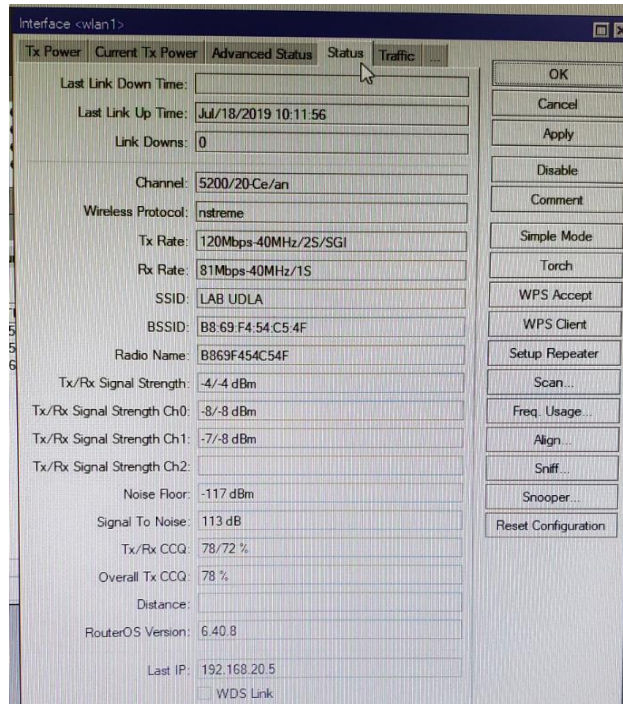 Interface <wlan1>
Tx Power Current Tx Power Advanced Status Status Traffic ...
Last Link Down Time:
Last Link Up Time: Jul/18/2019 10:11:56
Link Downs: 0
Channel: 5200/20-Ce/an
Wireless Protocol: nstreme
Tx Rate: 120Mbps-40MHz/2S/SGI
Rx Rate: 81Mbps-40MHz/1S
SSID: LAB UDLA
BSSID: B8:69:F4:54:C5:4F
Radio Name: B869F454C54F
Tx/Rx Signal Strength: -4/-4 dBm
Tx/Rx Signal Strength Ch0: -8/-8 dBm
Tx/Rx Signal Strength Ch1: -7/-8 dBm
Tx/Rx Signal Strength Ch2:
Noise Floor: -117 dBm
Signal To Noise: 113 dB
Tx/Rx CCQ: 78/72 %
Overall Tx CCQ: 78 %
Distance:
RouterOS Version: 6.40.8
Last IP: 192.168.20.5
WDS Link
OK
Cancel
Apply
Disable
Comment
Simple Mode
Torch
WPS Accept
WPS Client
Setup Repeater
Scan...
Freq. Usage...
Align...
Sniff...
Snooper...
Reset Configuration